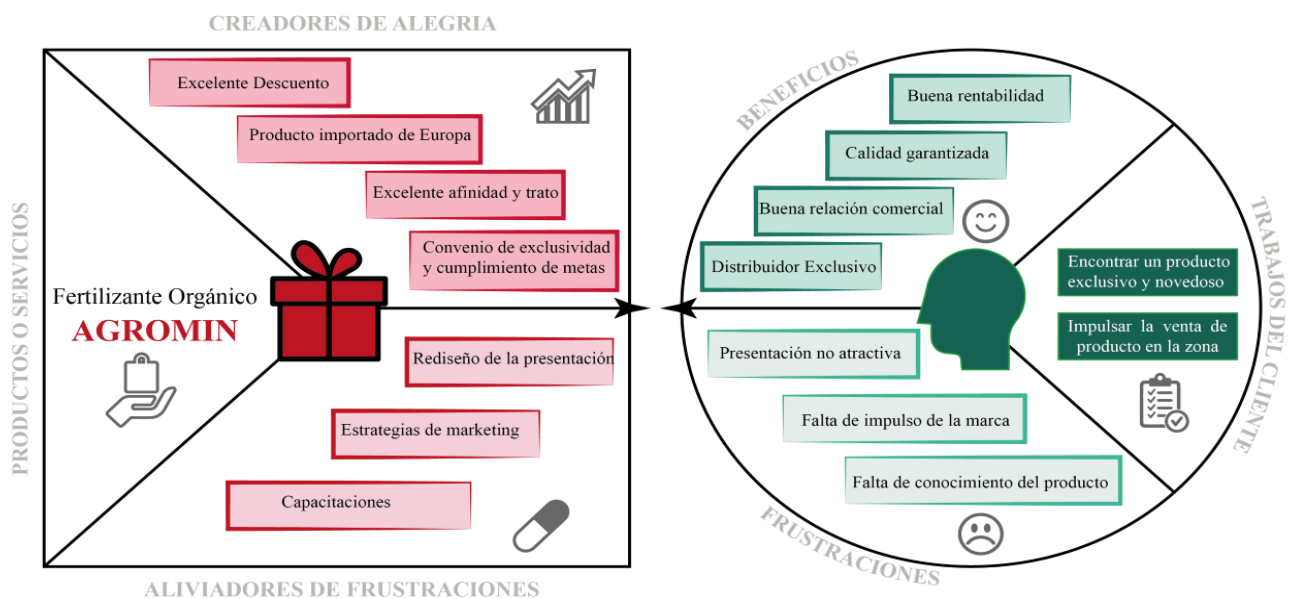 CREADORES DE ALEGRIA
Excelente Descuento
Producto importado de Europa
Excelente afinidad y trato
Convenio de exclusividad
y cumplimiento de metas
PRODUCTOS O SERVICIOS
Fertilizante Orgánico
AGROMIN
Rediseño de la presentación
Estrategias de marketing
Capacitaciones
ALIVIADORES DE FRUSTRACIONES
BENEFICIOS
Buena rentabilidad
Calidad garantizada
Buena relación comercial
Distribuidor Exclusivo
TRABAJOS DEL CLIENTE
Encontrar un producto
exclusivo y novedoso
Impulsar la venta de
producto en la zona
Presentación no atractiva
Falta de impulso de la marca
Falta de conocimiento del producto
FRUSTRACIONES